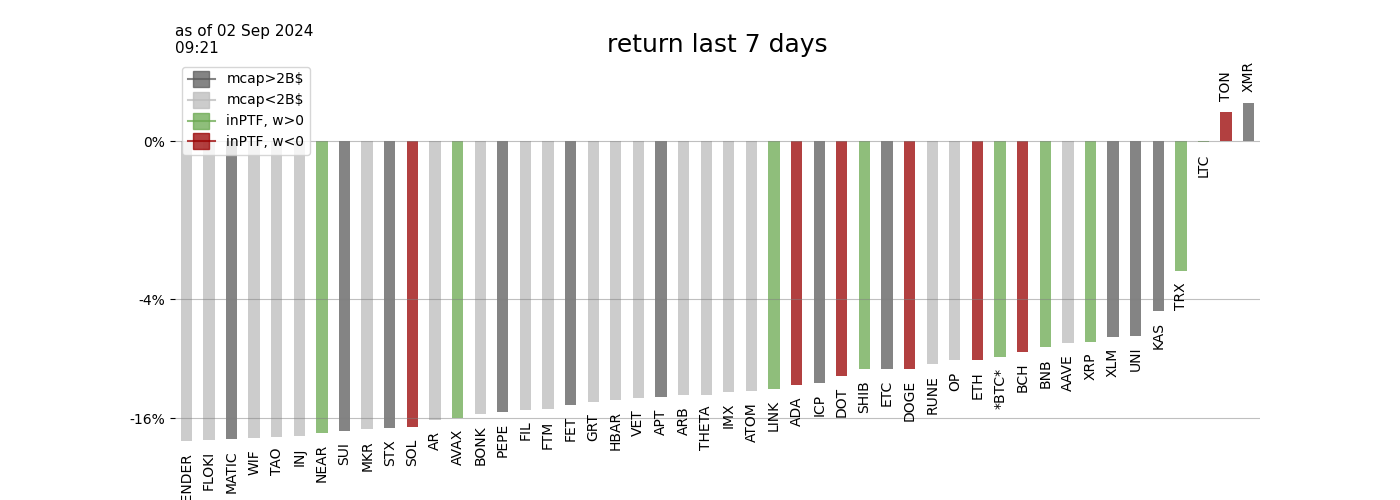 as of 02 Sep 2024
09:21
return last 7 days
mcap>2B$
mcap<2B$
inPTF, w>0
inPTF, w<0
0%
-4%
-16%
ENDER
FLOKI
MATIC
WIF
TAO
INJ
NEAR
SUI
MKR
STX
SOL
AR
AVAX
BONK
PEPE
FIL
FTM
FET
GRT
HBAR
VET
APT
ARB
THETA
IMX
ATOM
LINK
ADA
ICP
DOT
SHIB
ETC
DOGE
RUNE
OP
ETH
*BTC*
BCH
BNB
AAVE
XRP
XLM
UNI
KAS
TRX
LTC
TON
XMR